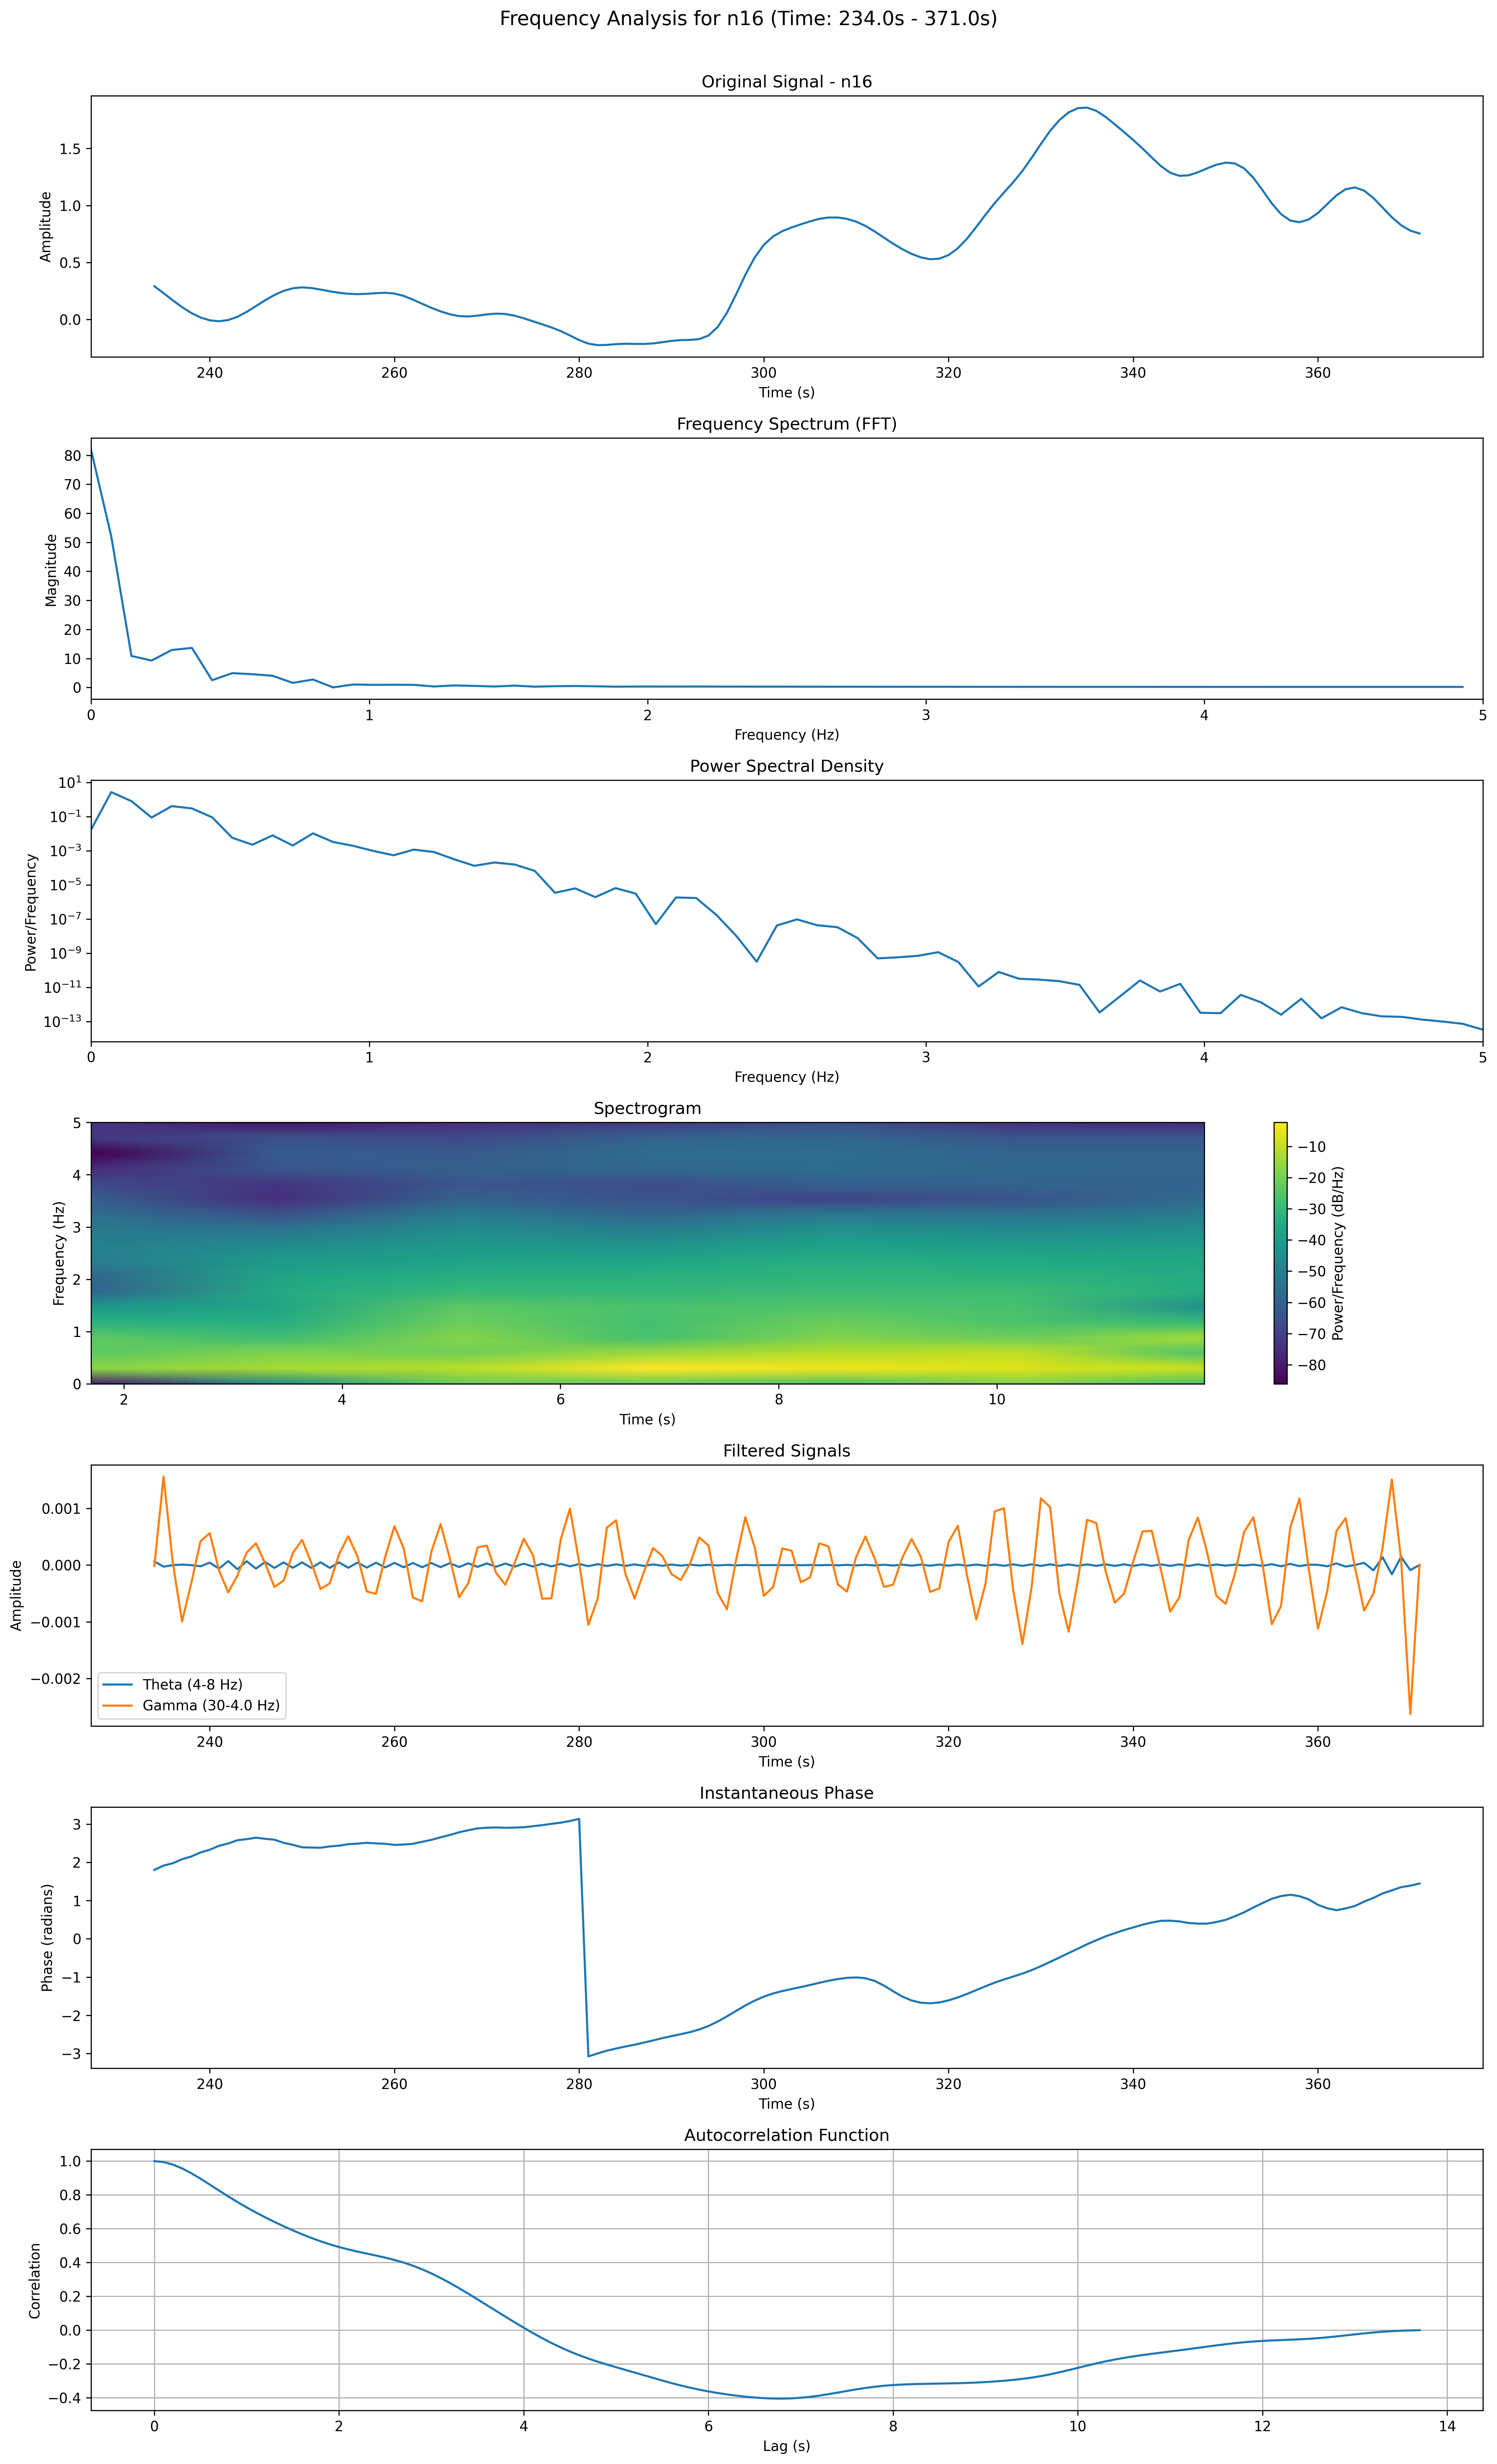 Frequency Analysis for n16 (Time: 234.0s - 371.0s)
Original Signal - n16
Amplitude
1.5
1.0
0.5
0.0
240 260 280 300 320 340 360
Time (s)
Frequency Spectrum (FFT)
Magnitude
80
70
60
50
40
30
20
10
0
0 1 2 3 4 5
Frequency (Hz)
Power Spectral Density
Power/Frequency
10¹
10⁻¹
10⁻³
10⁻⁵
10⁻⁷
10⁻⁹
10⁻¹¹
10⁻¹³
0 1 2 3 4 5
Frequency (Hz)
Spectrogram
Frequency (Hz)
5
4
3
2
1
0
2 4 6 8 10
Time (s)
−10
−20
−30
−40
−50
−60
−70
−80
Power/Frequency (dB/Hz)
Filtered Signals
Amplitude
0.001
0.000
−0.001
−0.002
Theta (4-8 Hz)
Gamma (30-4.0 Hz)
240 260 280 300 320 340 360
Time (s)
Instantaneous Phase
Phase (radians)
3
2
1
0
−1
−2
−3
240 260 280 300 320 340 360
Time (s)
Autocorrelation Function
Correlation
1.0
0.8
0.6
0.4
0.2
0.0
−0.2
−0.4
0 2 4 6 8 10 12 14
Lag (s)